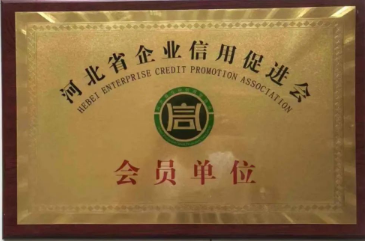 河北省企业信用促进会
HEBEI ENTERPRISE CREDIT PROMOTION ASSOCIATION
信
会员单位